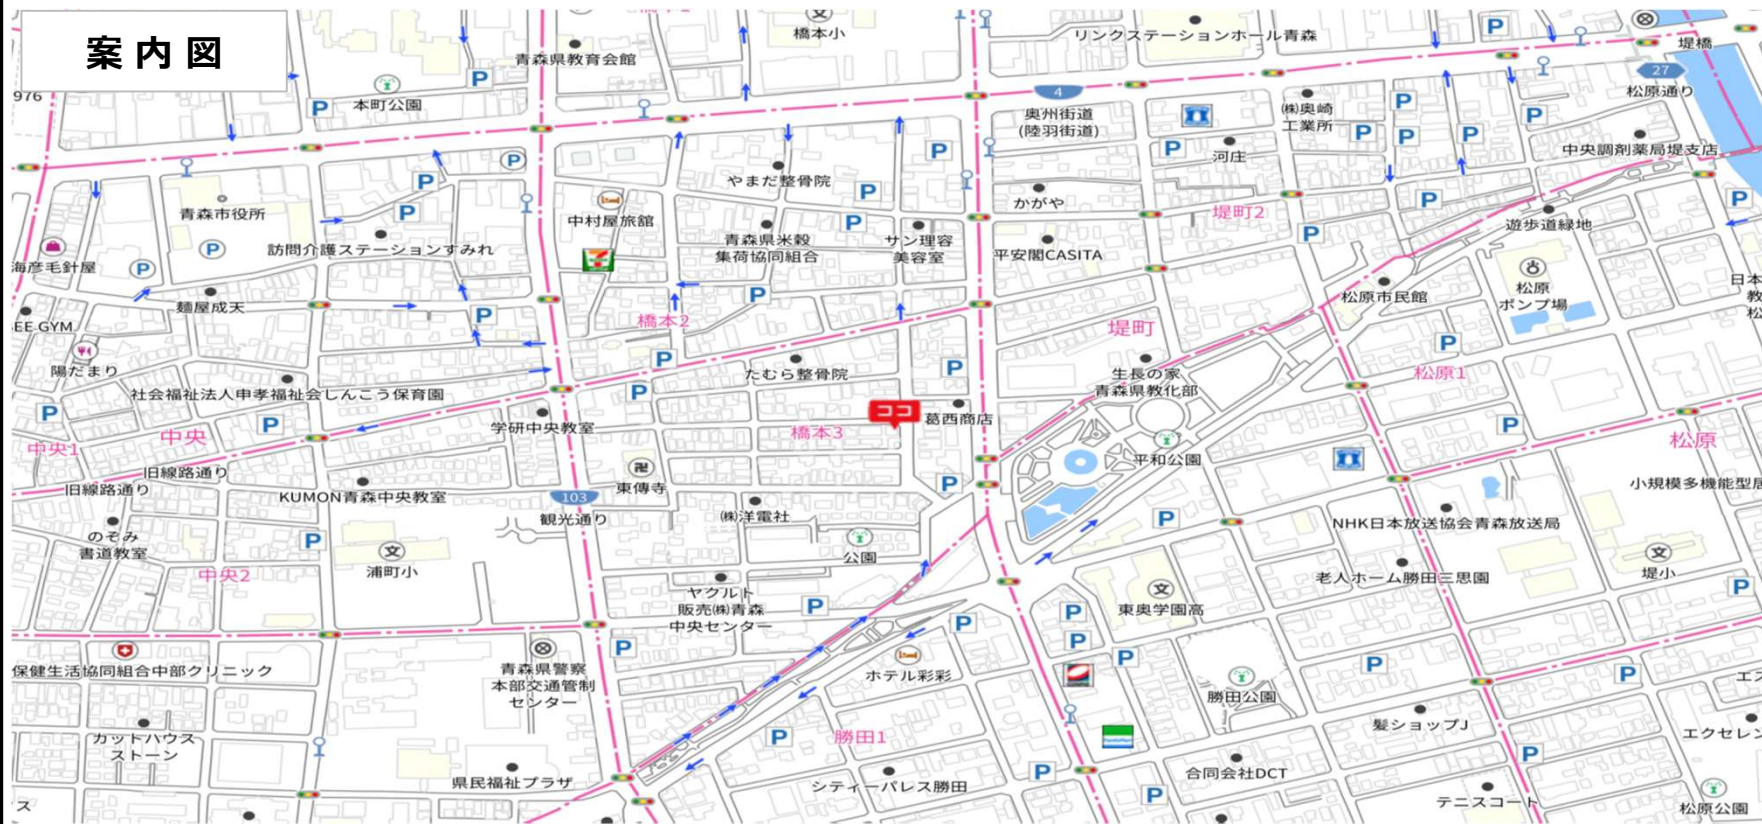 案内図
橋本小
リンクステーションホール青森
堤橋
青森県教育会館
27
松原通り
976
本町公園
4
奥州街道
(陸羽街道)
㈱奥崎
工業所
河庄
中央調剤薬局堤支店
やまだ整骨院
かがや
堤町2
青森市役所
中村屋旅館
遊歩道緑地
訪問介護ステーションすみれ
青森県米穀
集荷協同組合
サン理容
美容室
平安閣CASITA
海彦毛針屋
松原市民館
松原
ポンプ場
日本
教
松
麺屋成天
EE GYM
橋本2
堤町
陽だまり
社会福祉法人申孝福祉会しんこう保育園
たむら整骨院
生長の家
青森県教化部
松原1
ココ
葛西商店
学研中央教室
橋本3
中央
中央1
松原
旧線路通り
旧線路通り
平和公園
KUMON青森中央教室
東傳寺
103
観光通り
㈱洋電社
小規模多機能型居
NHK日本放送協会青森放送局
のぞみ
書道教室
公園
浦町小
中央2
老人ホーム勝田三思園
堤小
ヤクルト
販売㈱青森
中央センター
東奥学園高
保健生活協同組合中部クリニック
青森県警察
本部交通管制
センター
ホテル彩彩
勝田公園
エス
カットハウス
ストーン
勝田1
髪ショップJ
エクセレン
県民福祉プラザ
シティーパレス勝田
合同会社DCT
テニスコート
松原公園
ス